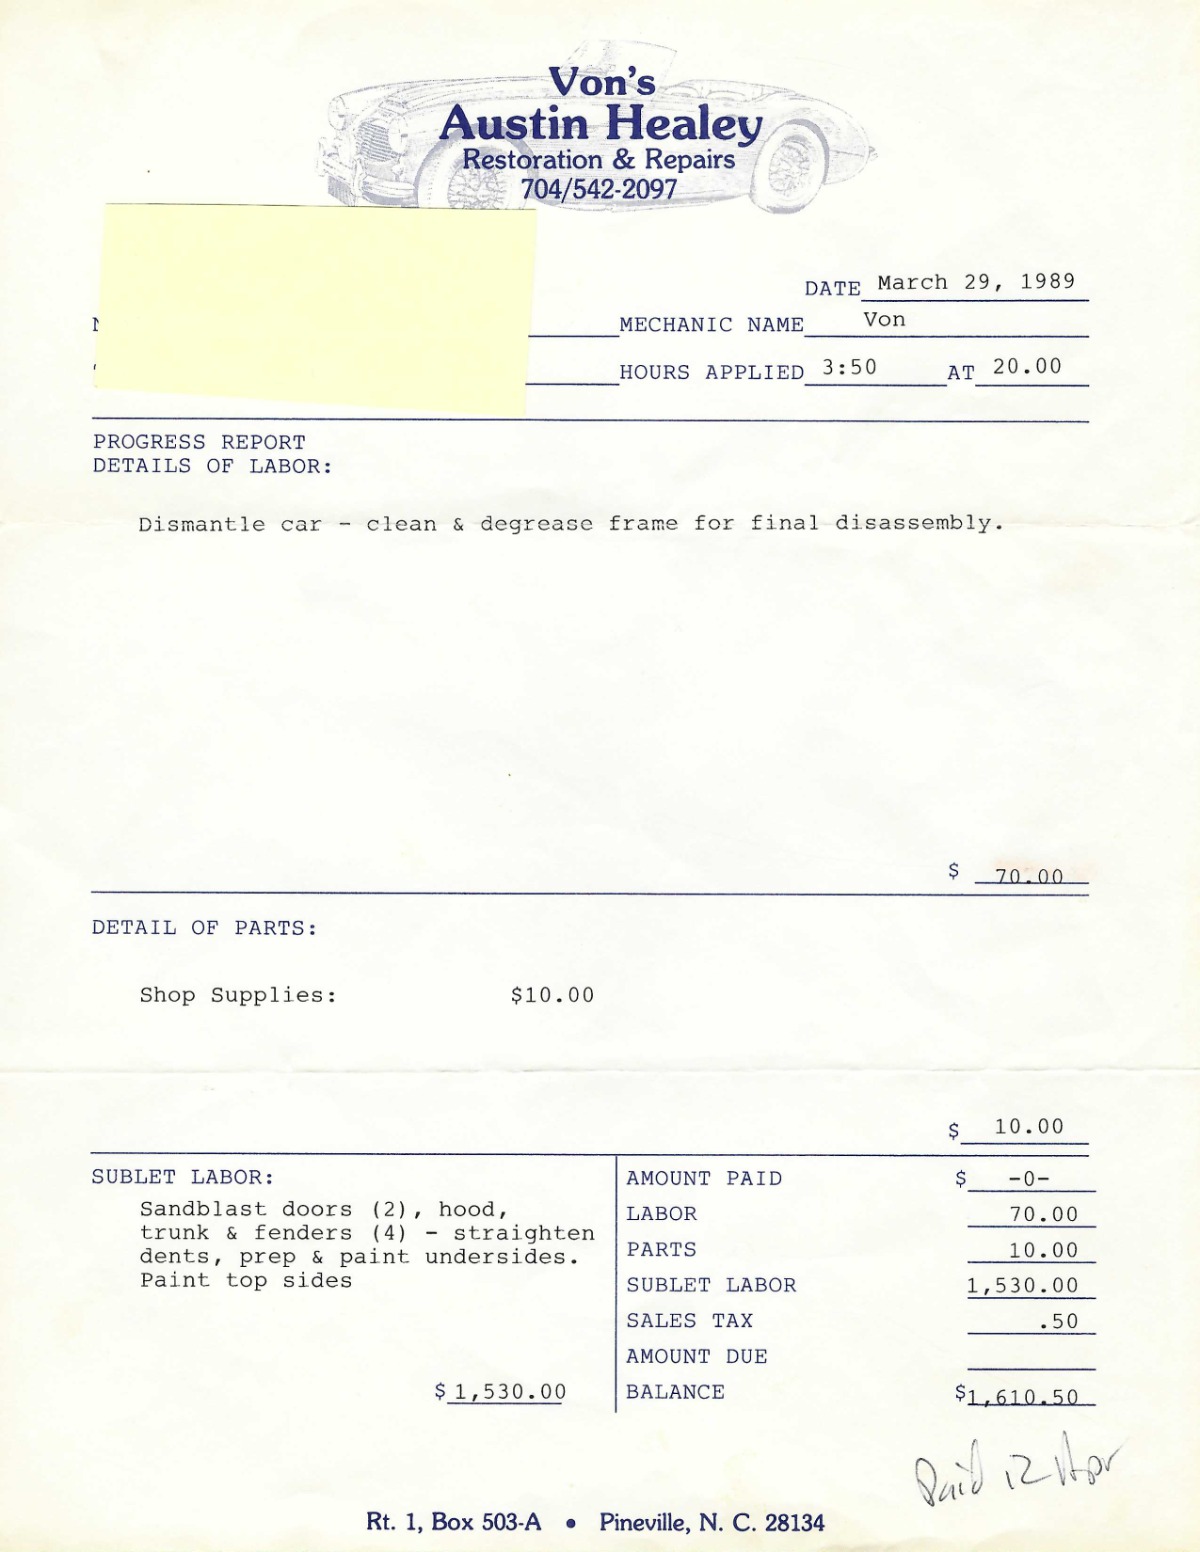 Von's
Austin Healey
Restoration & Repairs
704/542-2097
DATE March 29, 1989
MECHANIC NAME Von
HOURS APPLIED 3:50 AT 20.00
PROGRESS REPORT
DETAILS OF LABOR:
Dismantle car - clean & degrease frame for final disassembly.
$ 70.00
DETAIL OF PARTS:
Shop Supplies: $10.00
$ 10.00
SUBLET LABOR:
Sandblast doors (2), hood,
trunk & fenders (4) - straighten
dents, prep & paint undersides.
Paint top sides
$ 1,530.00
AMOUNT PAID $ -0-
LABOR 70.00
PARTS 10.00
SUBLET LABOR 1,530.00
SALES TAX .50
AMOUNT DUE
BALANCE $1,610.50
Paid 12 Apr
Rt. 1, Box 503-A • Pineville, N. C. 28134